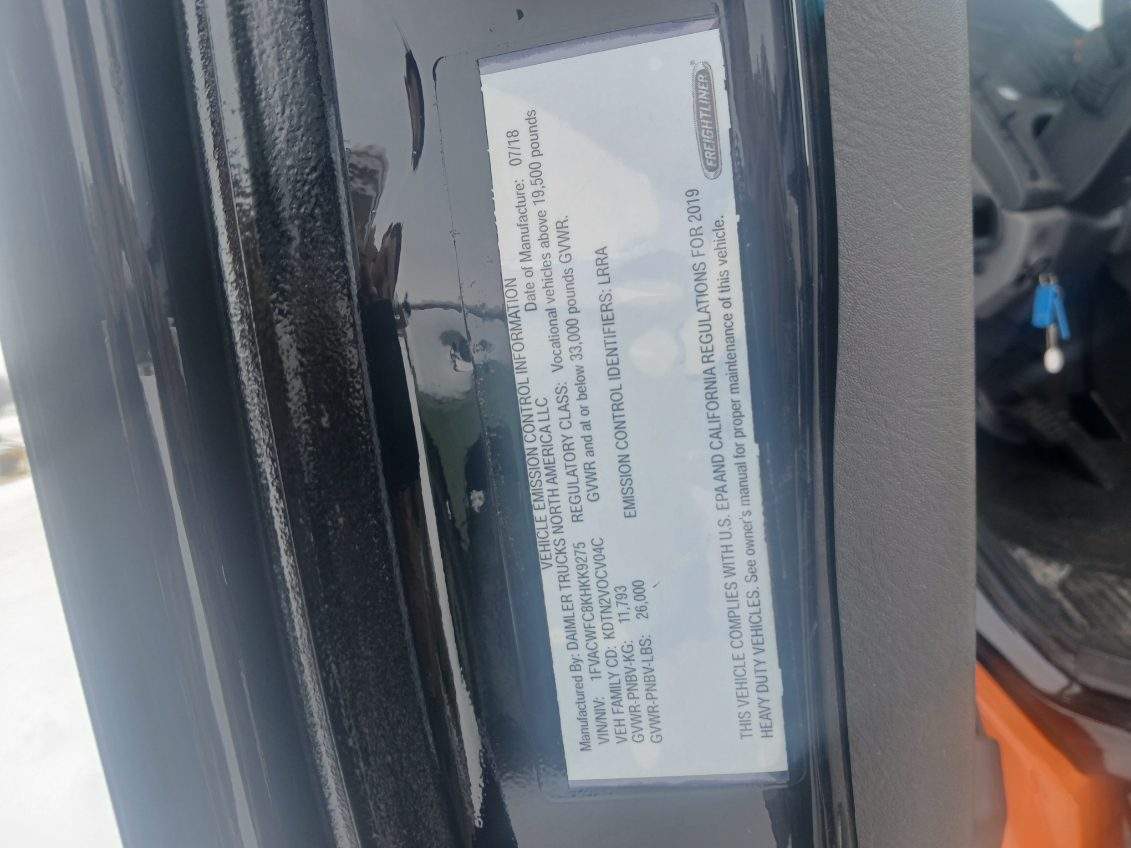 VEHICLE EMISSION CONTROL INFORMATION
Manufactured By: DAIMLER TRUCKS NORTH AMERICA LLC Date of Manufacture: 07/18
VIN/NIV: 1FVACWFC8KHKK9275 REGULATORY CLASS: Vocational vehicles above 19,500 pounds
VEH FAMILY CD: KDTN2VOCV04C GVWR and at or below 33,000 pounds GVWR.
GVWR-PNBV-KG: 11,793 EMISSION CONTROL IDENTIFIERS: LRRA
GVWR-PNBV-LBS: 26,000
THIS VEHICLE COMPLIES WITH U.S. EPA AND CALIFORNIA REGULATIONS FOR 2019
HEAVY DUTY VEHICLES. See owner's manual for proper maintenance of this vehicle.
FREIGHTLINER